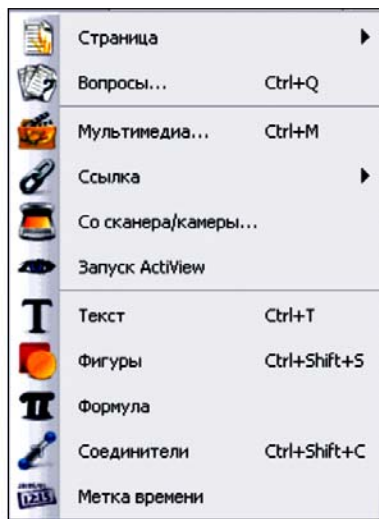 Страница
Вопросы... Ctrl+Q
Мультимедиа... Ctrl+M
Ссылка
Со сканера/камеры...
Запуск ActiView
Текст Ctrl+T
Фигуры Ctrl+Shift+S
Формула
Соединители Ctrl+Shift+C
Метка времени